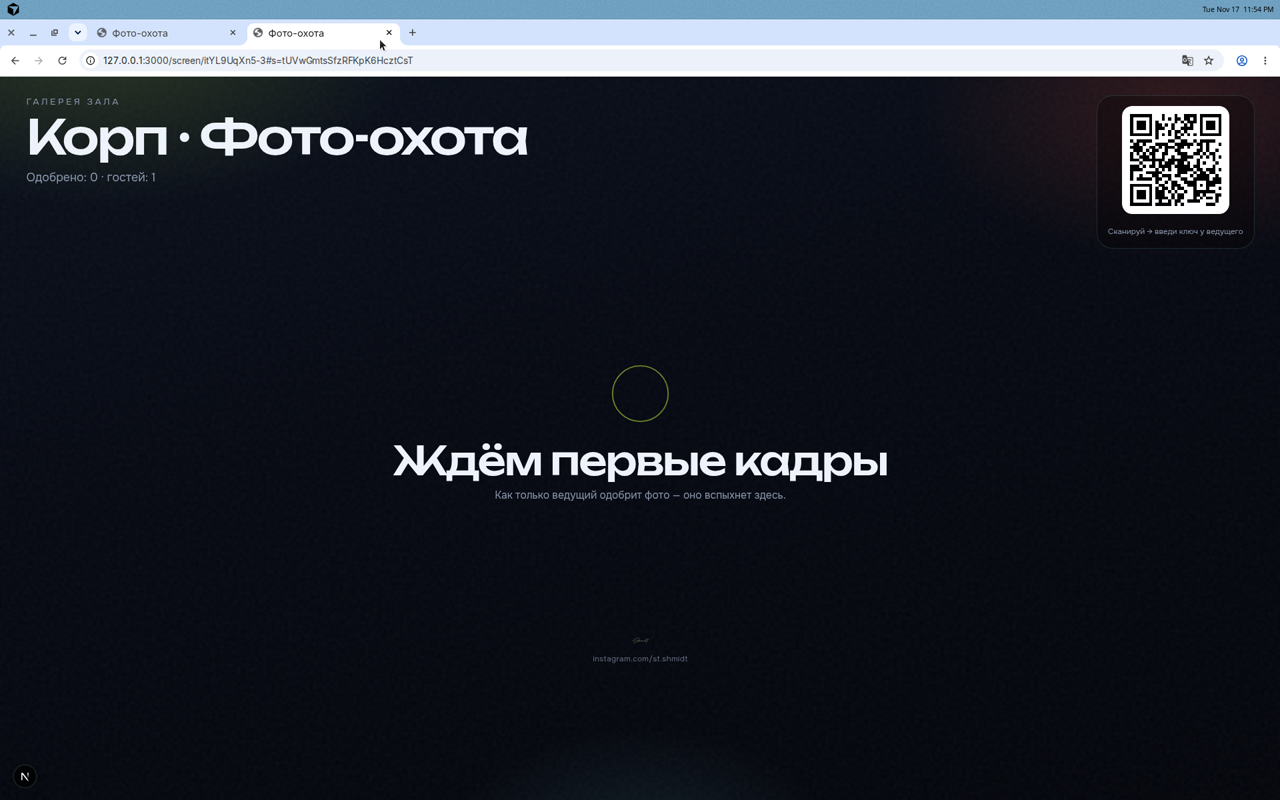 Tue Nov 17 11:54 PM
Фото-охота
Фото-охота
127.0.0.1:3000/screen/itYL9UqXn5-3#s=tUVwGmtsSfzRFKpK6HcztCsT
ГАЛЕРЕЯ ЗАЛА
Корп · Фото-охота
Одобрено: 0 · гостей: 1
Сканируй → введи ключ у ведущего
Ждём первые кадры
Как только ведущий одобрит фото — оно вспыхнет здесь.
Shmidt
instagram.com/st.shmidt
N